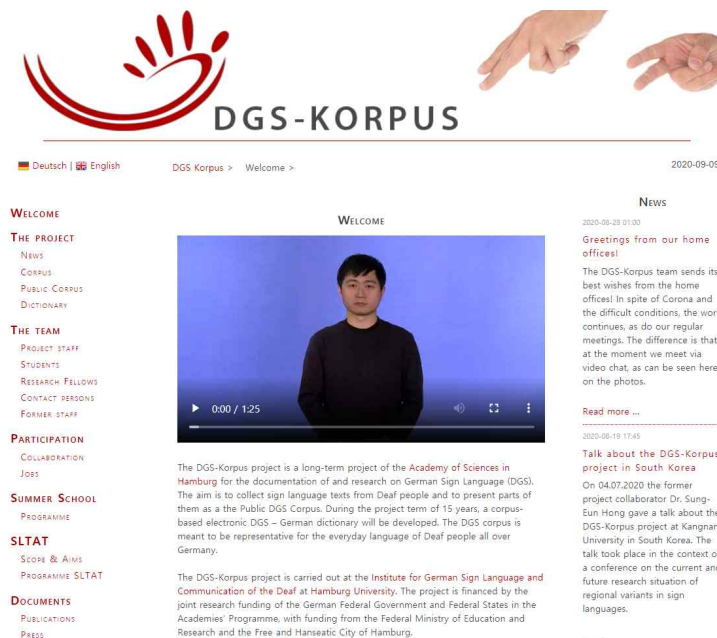 DGS-KORPUS
Deutsch | English
DGS Korpus > Welcome >
2020-09-09
WELCOME
THE PROJECT
NEWS
CORPUS
PUBLIC CORPUS
DICTIONARY
THE TEAM
PROJECT STAFF
STUDENTS
RESEARCH FELLOWS
CONTACT PERSONS
FORMER STAFF
PARTICIPATION
COLLABORATION
JOBS
SUMMER SCHOOL
PROGRAMME
SLTAT
SCOPE & AIMS
PROGRAMME SLTAT
DOCUMENTS
PUBLICATIONS
PRESS
WELCOME
0:00 / 1:25
The DGS-Korpus project is a long-term project of the Academy of Sciences in
Hamburg for the documentation of and research on German Sign Language (DGS).
The aim is to collect sign language texts from Deaf people and to present parts of
them as a the Public DGS Corpus. During the project term of 15 years, a corpus-
based electronic DGS – German dictionary will be developed. The DGS corpus is
meant to be representative for the everyday language of Deaf people all over
Germany.
The DGS-Korpus project is carried out at the Institute for German Sign Language and
Communication of the Deaf at Hamburg University. The project is financed by the
joint research funding of the German Federal Government and Federal States in the
Academies' Programme, with funding from the Federal Ministry of Education and
Research and the Free and Hanseatic City of Hamburg.
NEWS
2020-08-29 01:00
Greetings from our home
offices!
The DGS-Korpus team sends its
best wishes from the home
offices! In spite of Corona and
the difficult conditions, the wor
continues, as do our regular
meetings. The difference is that
at the moment we meet via
video chat, as can be seen here
on the photos.
Read more ...
2020-08-19 17:45
Talk about the DGS-Korpus
project in South Korea
On 04.07.2020 the former
project collaborator Dr. Sung-
Eun Hong gave a talk about the
DGS-Korpus project at Kangnam
University in South Korea. The
talk took place in the context o
a conference on the current and
future research situation of
regional variants in sign
languages.